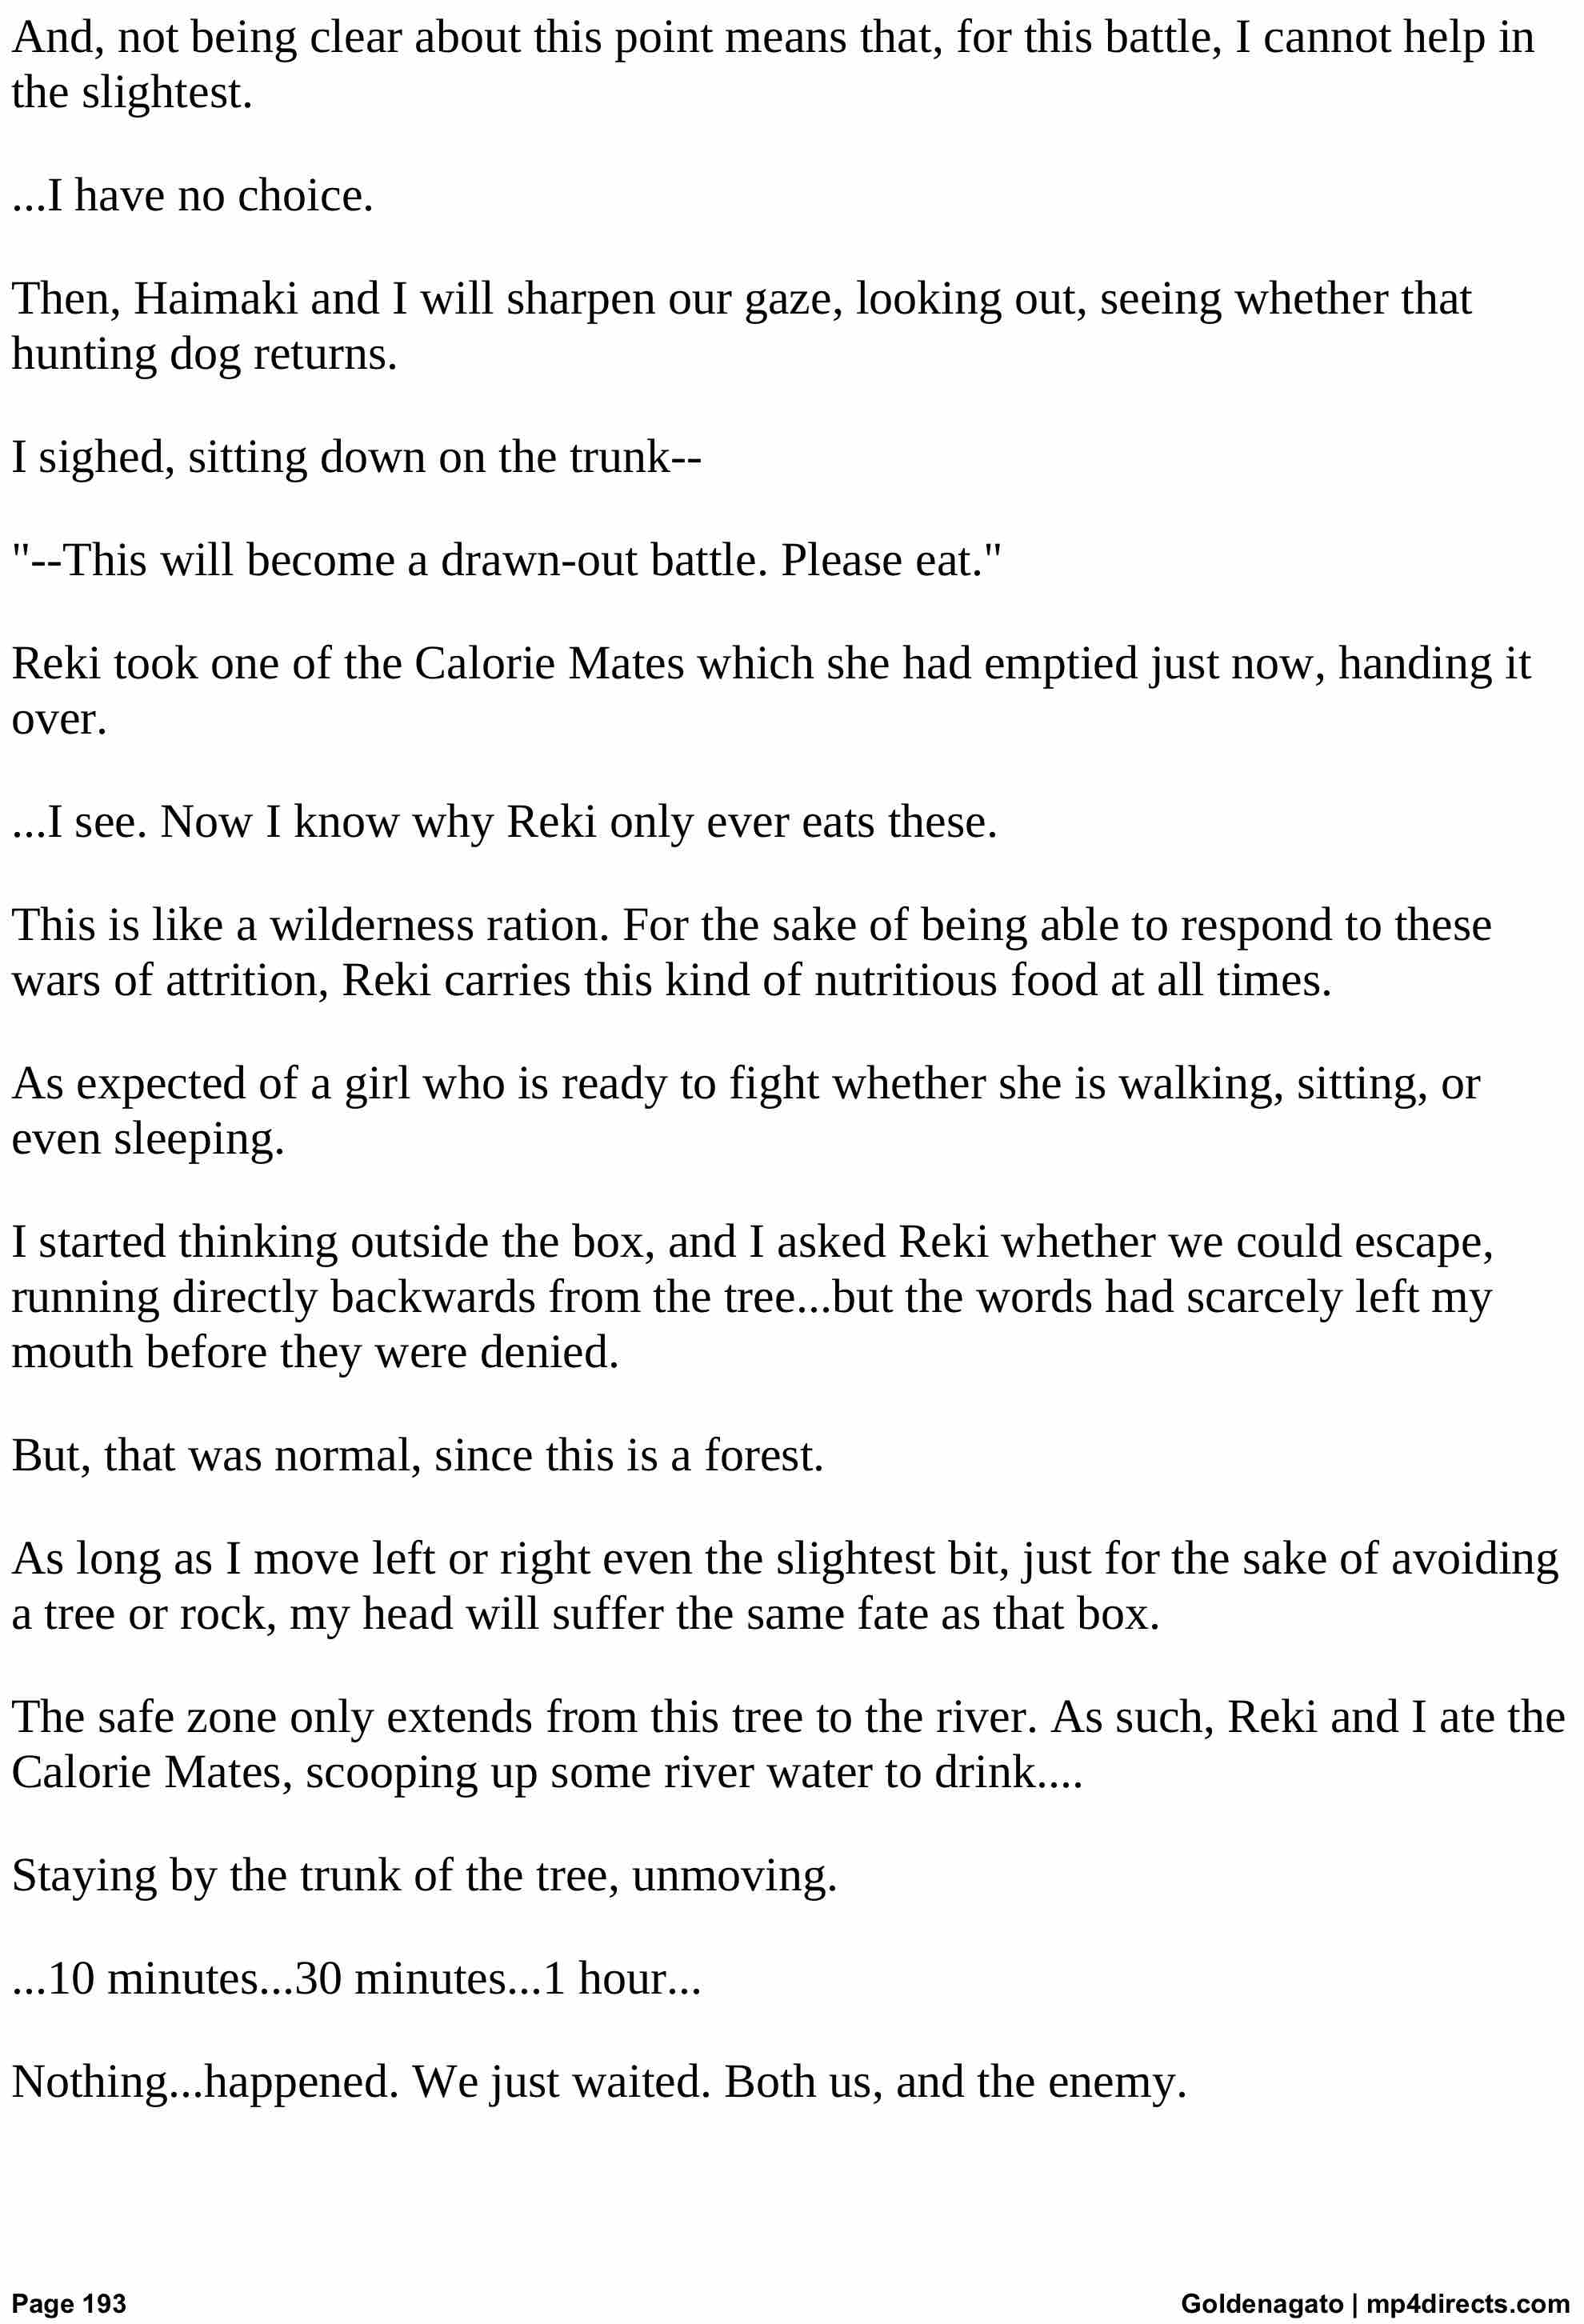 And, not being clear about this point means that, for this battle, I cannot help in
the slightest.
...I have no choice.
Then, Haimaki and I will sharpen our gaze, looking out, seeing whether that
hunting dog returns.
I sighed, sitting down on the trunk--
"--This will become a drawn-out battle. Please eat."
Reki took one of the Calorie Mates which she had emptied just now, handing it
over.
...I see. Now I know why Reki only ever eats these.
This is like a wilderness ration. For the sake of being able to respond to these
wars of attrition, Reki carries this kind of nutritious food at all times.
As expected of a girl who is ready to fight whether she is walking, sitting, or
even sleeping.
I started thinking outside the box, and I asked Reki whether we could escape,
running directly backwards from the tree...but the words had scarcely left my
mouth before they were denied.
But, that was normal, since this is a forest.
As long as I move left or right even the slightest bit, just for the sake of avoiding
a tree or rock, my head will suffer the same fate as that box.
The safe zone only extends from this tree to the river. As such, Reki and I ate the
Calorie Mates, scooping up some river water to drink....
Staying by the trunk of the tree, unmoving.
...10 minutes...30 minutes...1 hour...
Nothing...happened. We just waited. Both us, and the enemy.
Page 193
Goldenagato | mp4directs.com